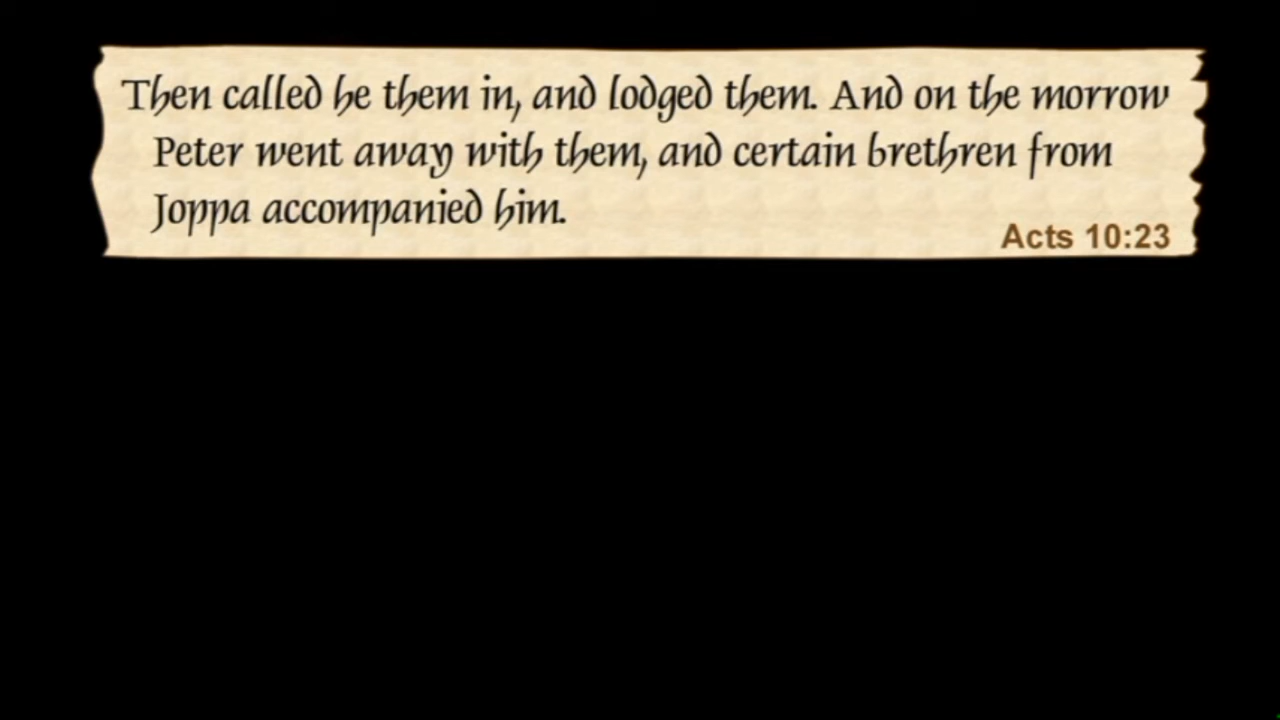 Then called he them in, and lodged them. And on the morrow
Peter went away with them, and certain brethren from
Joppa accompanied him.
Acts 10:23